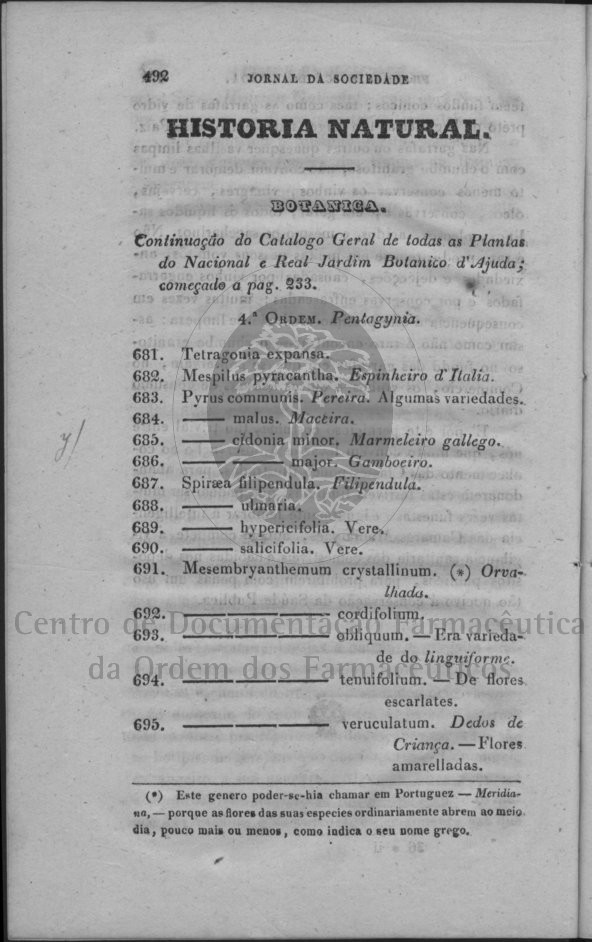 492 JORNAL DA SOCIEDADE
HISTORIA NATURAL.
BOTANICA.
Continuação do Catalogo Geral de todas as Plantas
do Nacional e Real Jardim Botanico d'Ajuda;
começado a pag. 233.
4.ª ORDEM. Pentagynia.
681. Tetragonia expansa.
682. Mespilus pyracantha. Espinheiro d'Italia.
683. Pyrus communis. Pereira. Algumas variedades.
684. —— malus. Maceira.
685. —— cidonia minor. Marmeleiro gallego.
686. —— —— major. Gamboeiro.
687. Spiræa filipendula. Filipendula.
688. —— ulmaria.
689. —— hypericifolia. Vere.
690. —— salicifolia. Vere.
691. Mesembryanthemum crystallinum. (*) Orva-
lhada.
692. —————— cordifolium.
693. —————— obliquum. — Era varieda-
de do linguiforme.
694. —————— tenuifolium. — De flores
escarlates.
695. —————— veruculatum. Dedos de
Criança. — Flores
amarelladas.
(*) Este genero poder-se-hia chamar em Portuguez — Meridia-
na, — porque as flores das suas especies ordinariamente abrem ao meio
dia, pouco mais ou menos, como indica o seu nome grego.
Centro de Documentação Farmacêutica
da Ordem dos Farmacêuticos